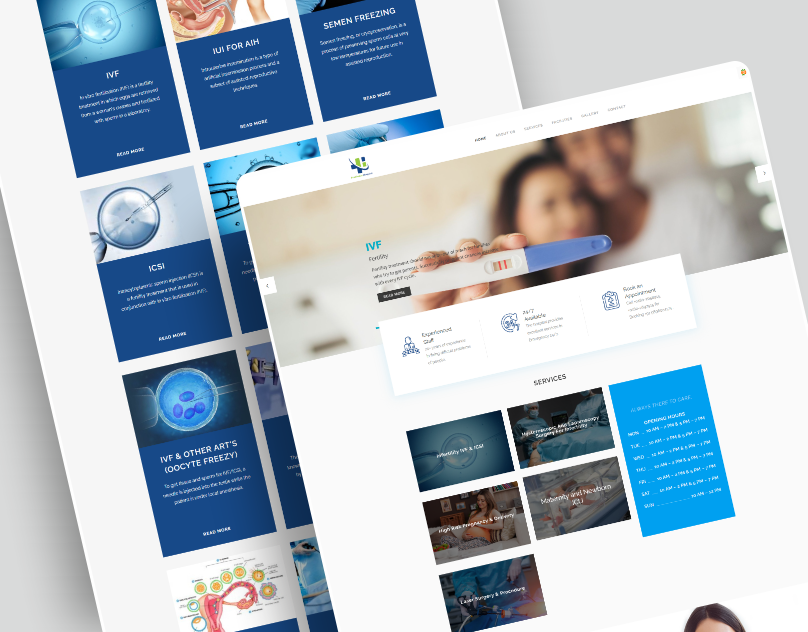 IVF
In vitro fertilisation (IVF) is a fertility
treatment in which eggs are retrieved
from a woman's ovaries and fertilized
with sperm in a laboratory.
READ MORE
IUI FOR AIH
Intrauterine insemination is a type of
artificial insemination process and a
subset of assisted reproductive
techniques.
READ MORE
SEMEN FREEZING
Semen freezing, or cryopreservation, is a
process of preserving sperm cells at very
low temperatures for future use in
assisted reproduction.
READ MORE
ICSI
Intracytoplasmic sperm injection (ICSI) is
a fertility treatment that is used in
conjunction with in vitro fertilization (IVF).
READ MORE
IVF & OTHER ART'S
(OOCYTE FREEZY)
To get tissue and sperm for IVF/ICSI, a
needle is injected into the testis while the
patient is under local anesthesia.
READ MORE
HOME
ABOUT US
SERVICES
FACILITIES
GALLERY
CONTACT
IVF
Fertility
READ MORE
Experienced
Staff
24/7
Available
Book an
Appointment
SERVICES
Infertility IVF & ICSI
Hysteroscopic And Laparoscopy
Surgery For Infertility
High Risk Pregnancy & Delivery
Maternity and Newborn
ICU
Laser Surgery & Procedure
ALWAYS THERE TO CARE
OPENING HOURS
MON 10 AM – 2 PM & 5 PM – 7 PM
TUE 10 AM – 2 PM & 5 PM – 7 PM
WED 10 AM – 2 PM & 5 PM – 7 PM
THU 10 AM – 2 PM & 5 PM – 7 PM
FRI 10 AM – 2 PM & 5 PM – 7 PM
SAT 10 AM – 2 PM & 5 PM – 7 PM
SUN 10 AM – 12 PM